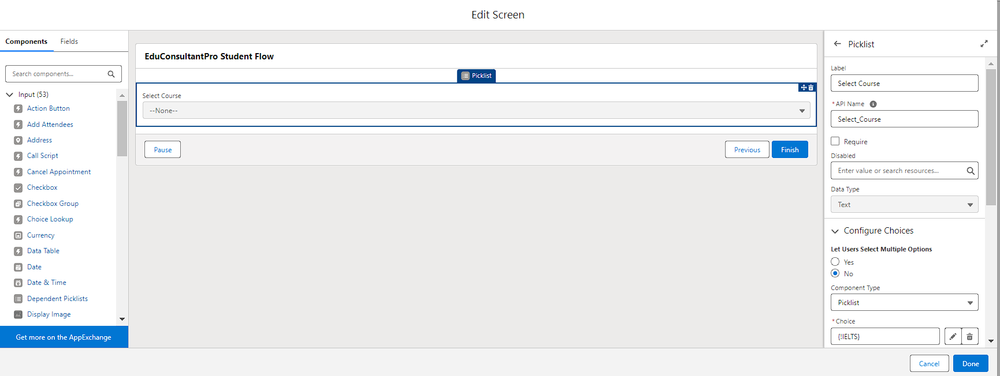 Edit Screen
Components
Fields
Search components...
Input (53)
Action Button
Add Attendees
Address
Call Script
Cancel Appointment
Checkbox
Checkbox Group
Choice Lookup
Currency
Data Table
Date
Date & Time
Dependent Picklists
Display Image
Get more on the AppExchange
EduConsultantPro Student Flow
Picklist
Select Course
--None--
Pause
Previous
Finish
Picklist
Label
Select Course
*API Name
Select_Course
Require
Disabled
Enter value or search resources...
Data Type
Text
Configure Choices
Let Users Select Multiple Options
Yes
No
Component Type
Picklist
*Choice
{!IELTS}
Cancel
Done